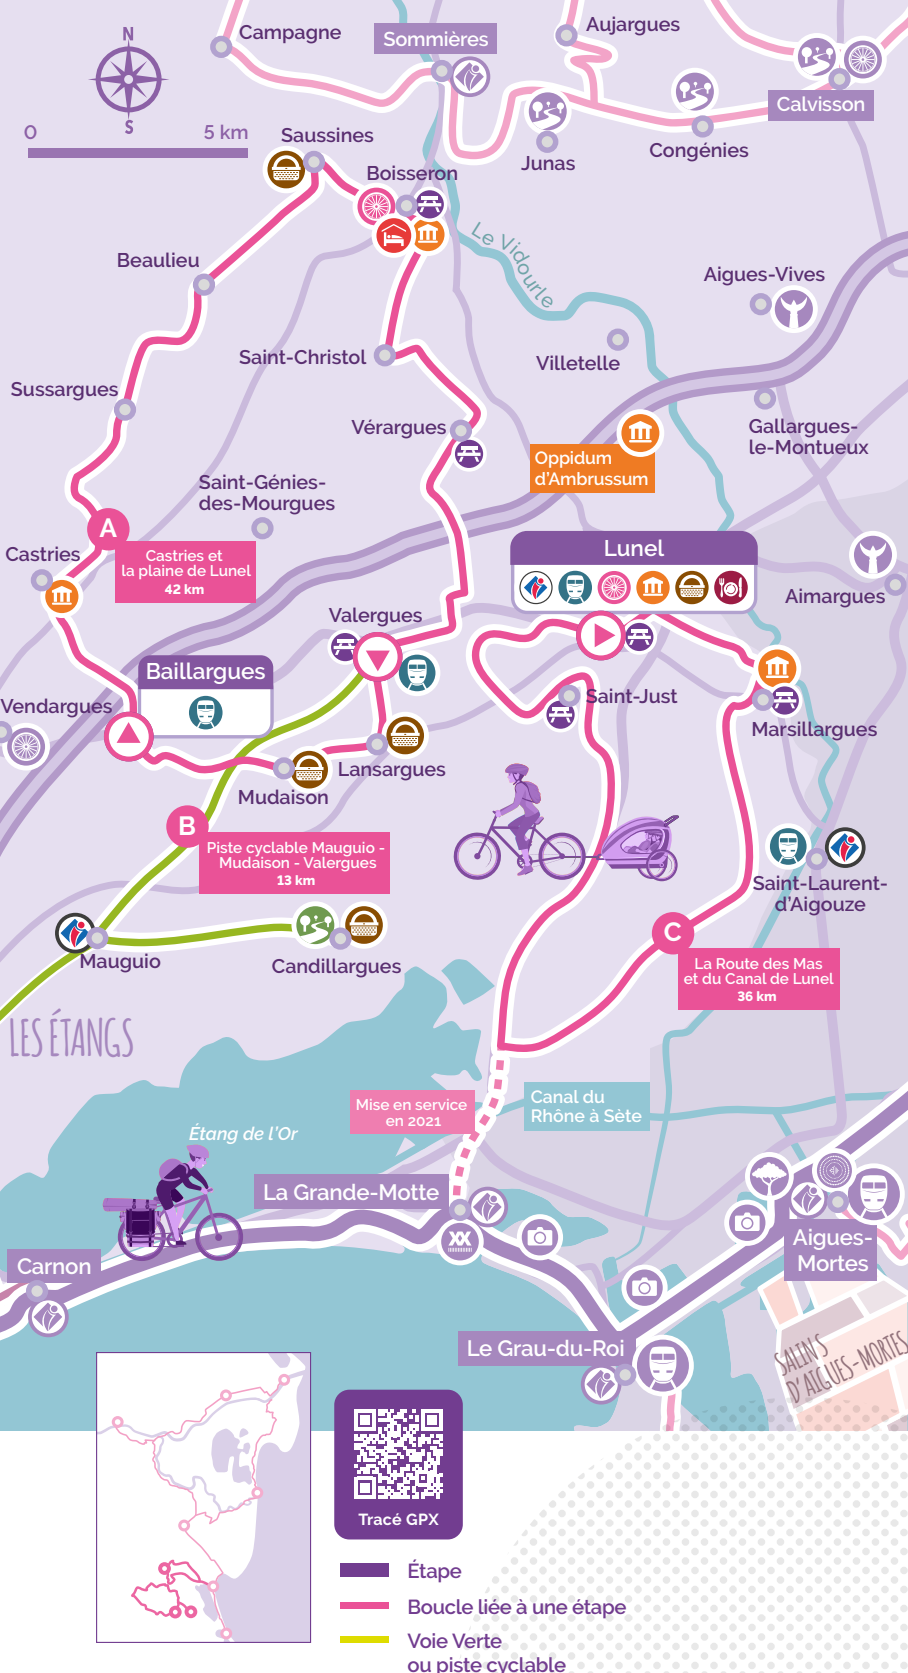 Campagne
Sommières
Aujargues
Calvisson
Congénies
Junas
N
S
0
5 km
Saussines
Boisseron
Le Vidourle
Beaulieu
Aigues-Vives
Saint-Christol
Villetelle
Sussargues
Vérargues
Gallargues-
le-Montueux
Oppidum
d'Ambrussum
Saint-Génies-
des-Mourgues
A
Castries et
la plaine de Lunel
42 km
Castries
Lunel
Aimargues
Valergues
Baillargues
Vendargues
Saint-Just
Marsillargues
Lansargues
Mudaison
B
Piste cyclable Mauguio -
Mudaison - Valergues
13 km
Saint-Laurent-
d'Aigouze
Mauguio
Candillargues
C
La Route des Mas
et du Canal de Lunel
36 km
LES ÉTANGS
Mise en service
en 2021
Canal du
Rhône à Sète
Étang de l'Or
La Grande-Motte
XX
Aigues-
Mortes
Carnon
Le Grau-du-Roi
SALINS
D'AIGUES-MORTES
Tracé GPX
Étape
Boucle liée à une étape
Voie Verte
ou piste cyclable